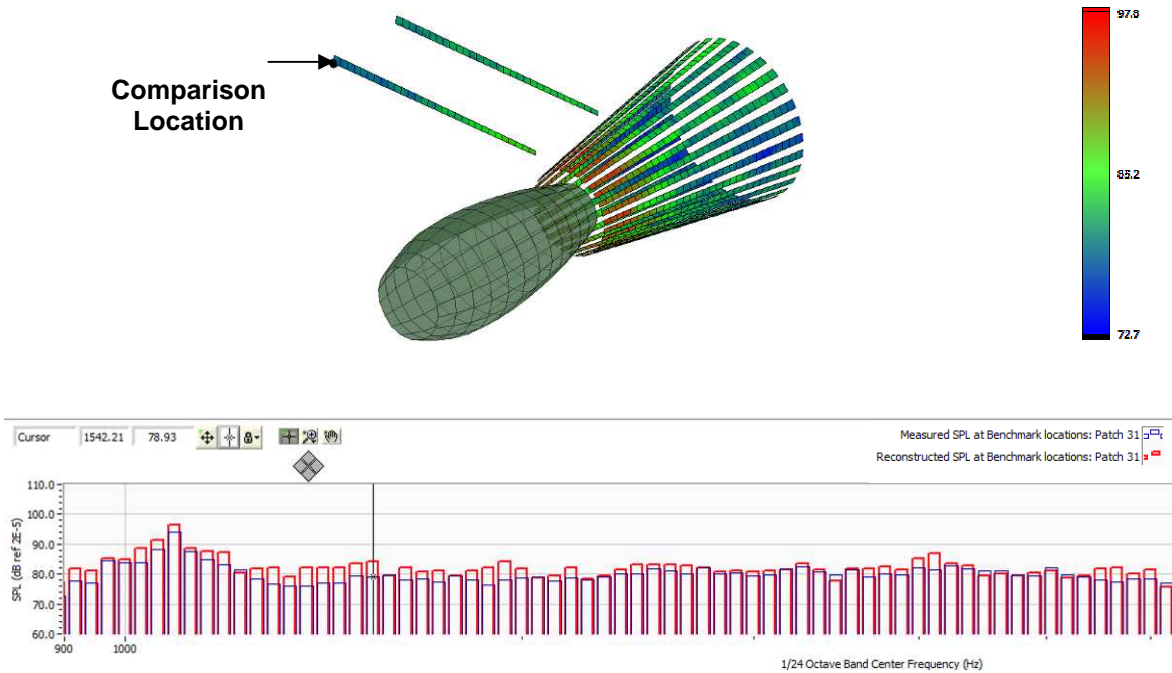 97.8
Comparison
Location
85.2
72.7
Cursor 1542.21 78.93
Measured SPL at Benchmark locations: Patch 31
Reconstructed SPL at Benchmark locations: Patch 31
110.0
100.0
90.0
80.0
70.0
60.0
SPL (dB ref 2E-5)
900 1000
1/24 Octave Band Center Frequency (Hz)